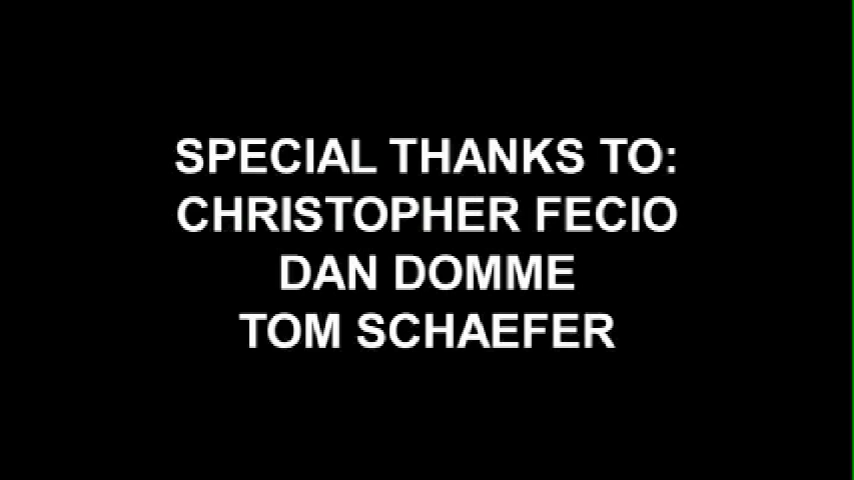 SPECIAL THANKS TO:
CHRISTOPHER FECIO
DAN DOMME
TOM SCHAEFER